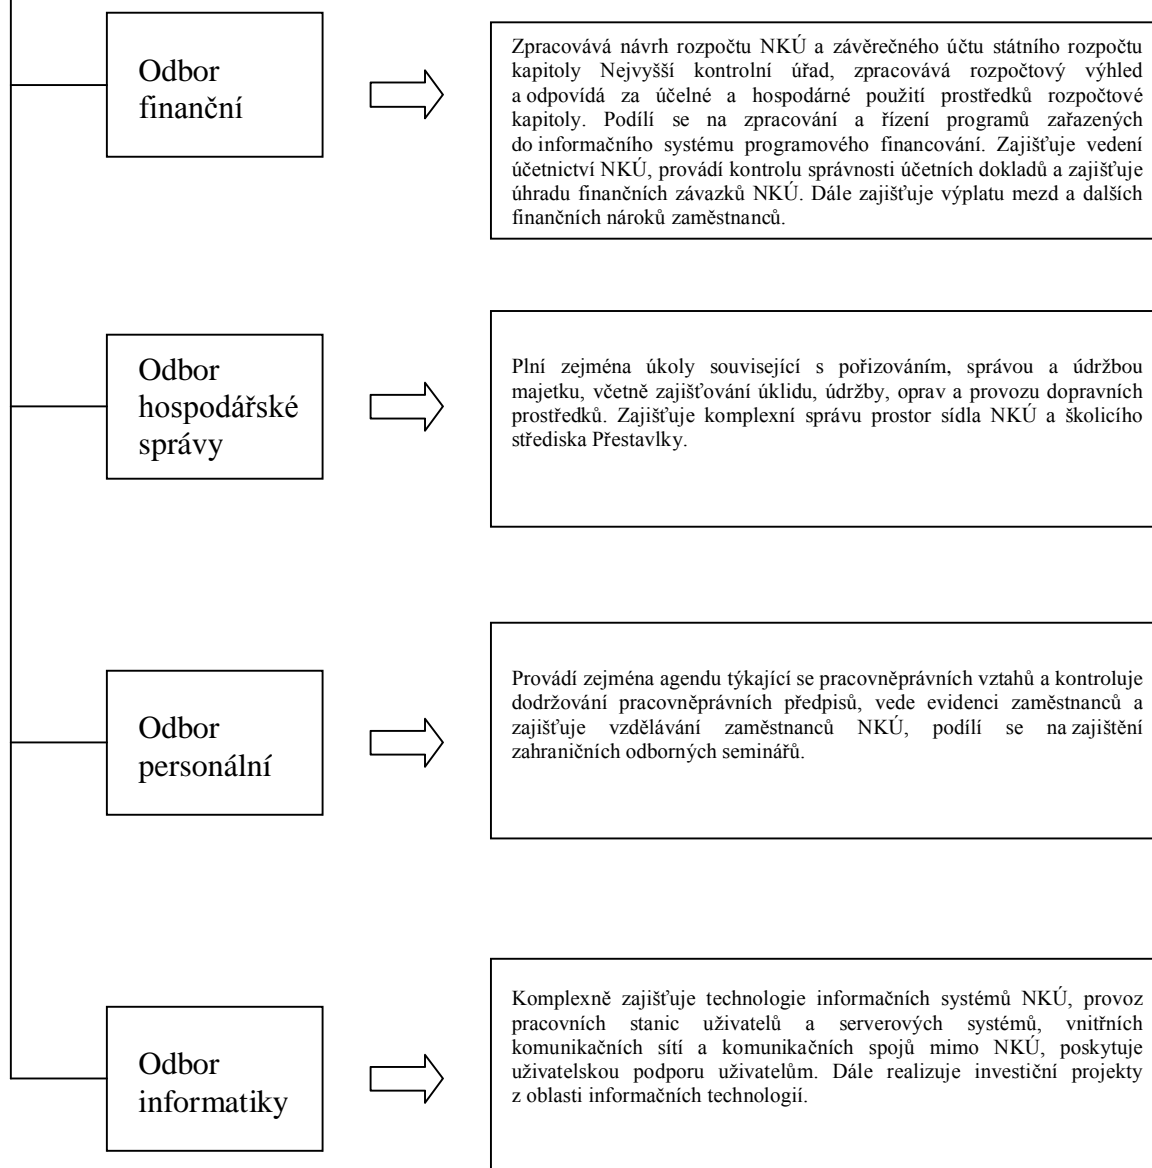 Odbor
finanční
Zpracovává návrh rozpočtu NKÚ a závěrečného účtu státního rozpočtu
kapitoly Nejvyšší kontrolní úřad, zpracovává rozpočtový výhled
a odpovídá za účelné a hospodárné použití prostředků rozpočtové
kapitoly. Podílí se na zpracování a řízení programů zařazených
do informačního systému programového financování. Zajišťuje vedení
účetnictví NKÚ, provádí kontrolu správnosti účetních dokladů a zajišťuje
úhradu finančních závazků NKÚ. Dále zajišťuje výplatu mezd a dalších
finančních nároků zaměstnanců.
Odbor
hospodářské
správy
Plní zejména úkoly související s pořizováním, správou a údržbou
majetku, včetně zajišťování úklidu, údržby, oprav a provozu dopravních
prostředků. Zajišťuje komplexní správu prostor sídla NKÚ a školicího
střediska Přestavlky.
Odbor
personální
Provádí zejména agendu týkající se pracovněprávních vztahů a kontroluje
dodržování pracovněprávních předpisů, vede evidenci zaměstnanců a
zajišťuje vzdělávání zaměstnanců NKÚ, podílí se na zajištění
zahraničních odborných seminářů.
Odbor
informatiky
Komplexně zajišťuje technologie informačních systémů NKÚ, provoz
pracovních stanic uživatelů a serverových systémů, vnitřních
komunikačních sítí a komunikačních spojů mimo NKÚ, poskytuje
uživatelskou podporu uživatelům. Dále realizuje investiční projekty
z oblasti informačních technologií.